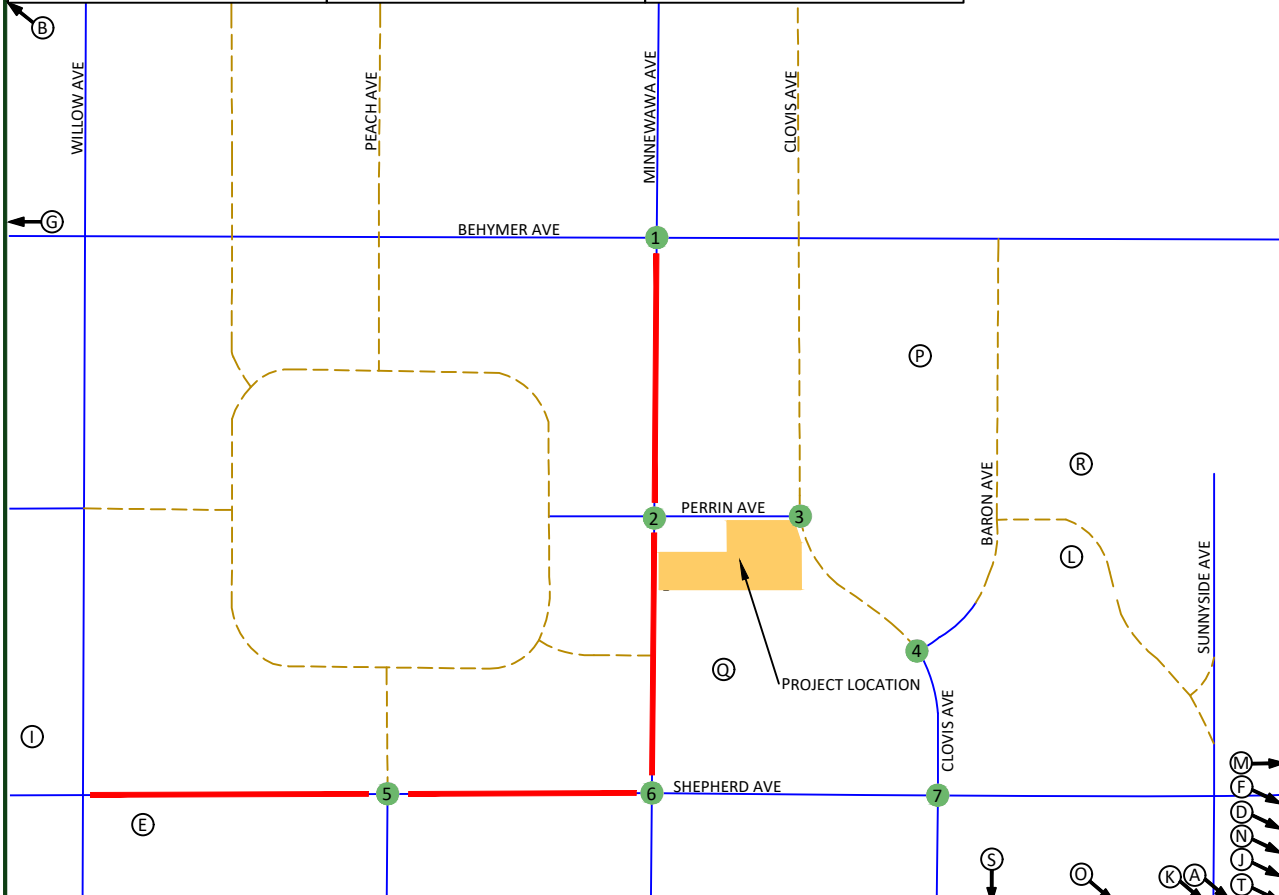 B
WILLOW AVE
PEACH AVE
MINNEWAWA AVE
CLOVIS AVE
G
BEHYMER AVE
1
P
R
BARON AVE
PERRIN AVE
2
3
L
SUNNYSIDE AVE
4
Q
PROJECT LOCATION
I
CLOVIS AVE
M
F
5
6
SHEPHERD AVE
7
D
E
N
S
J
O
K
A
T